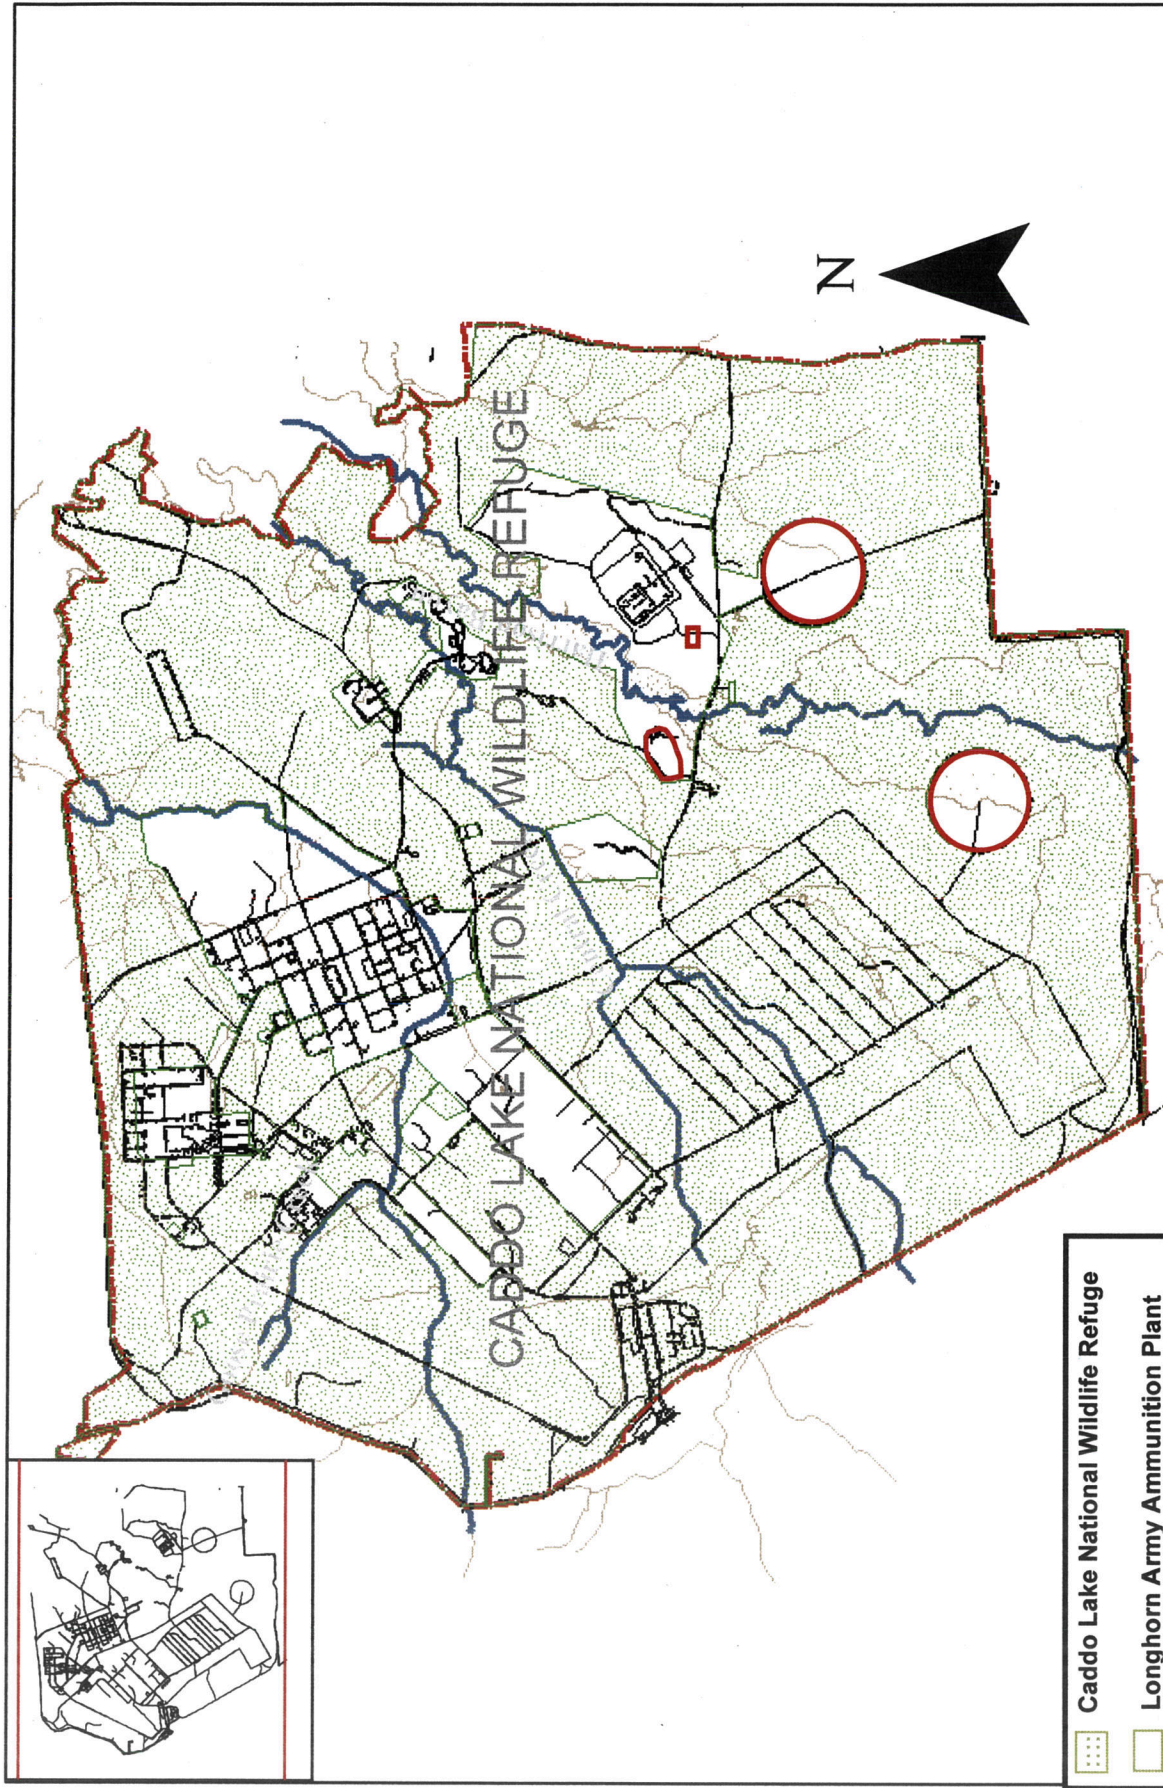 CADDO LAKE NATIONAL WILDLIFE REFUGE
N
Caddo Lake National Wildlife Refuge
Longhorn Army Ammunition Plant